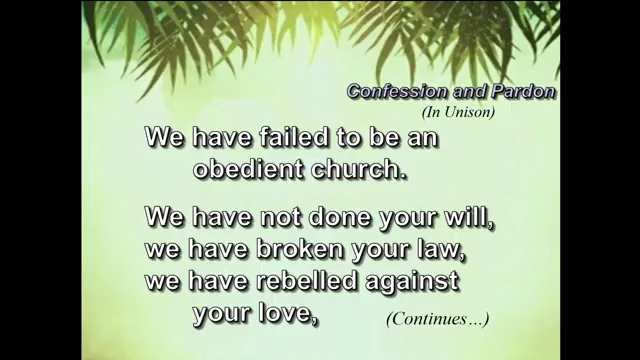 Confession and Pardon
(In Unison)
We have failed to be an
obedient church.
We have not done your will,
we have broken your law,
we have rebelled against
your love,
(Continues...)